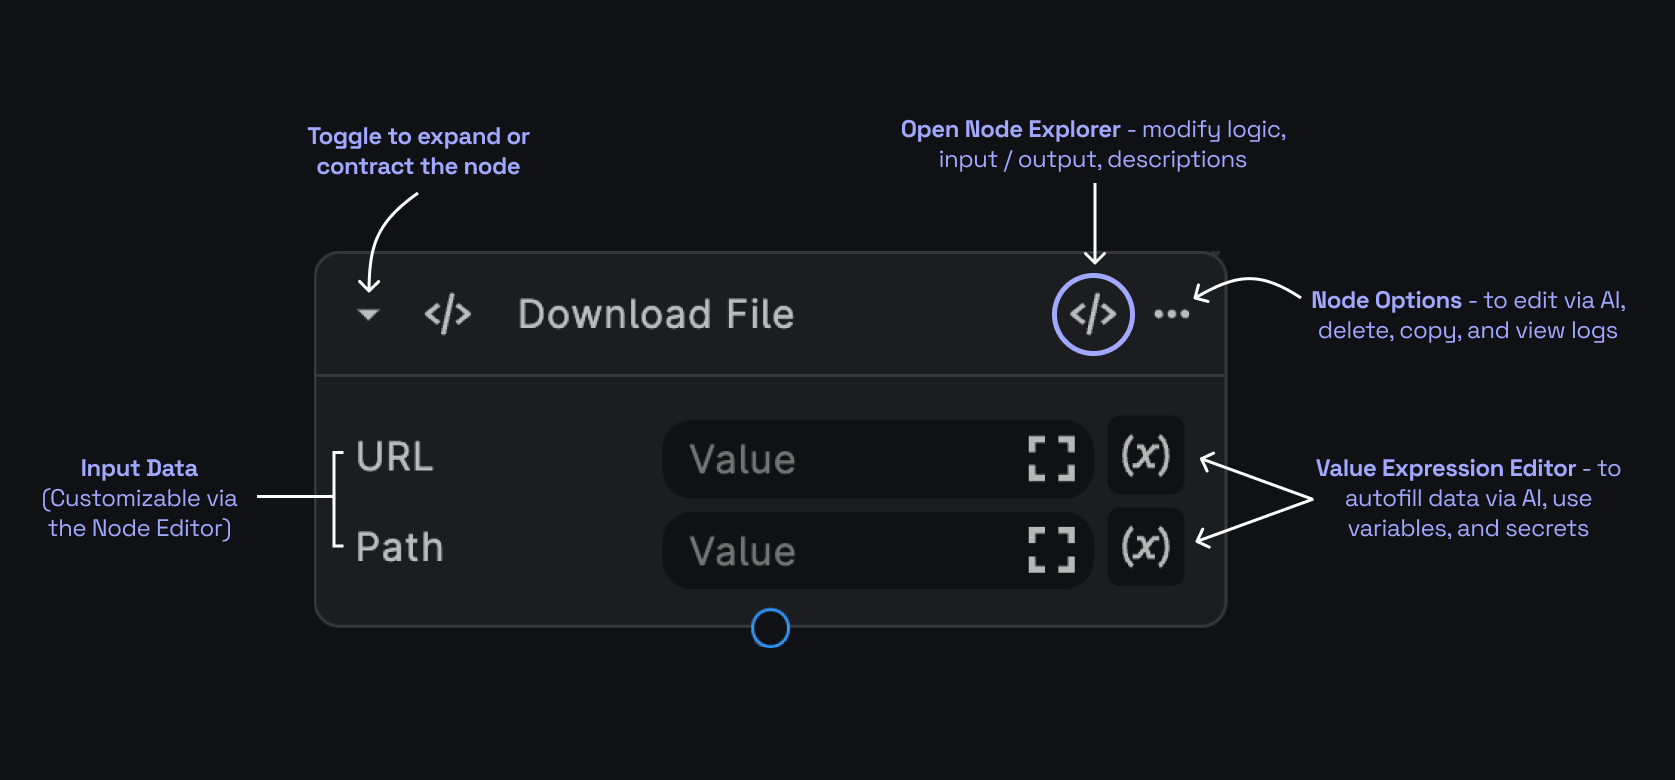 Toggle to expand or
contract the node
Open Node Explorer - modify logic,
input / output, descriptions
</> Download File </> •••
Node Options - to edit via AI,
delete, copy, and view logs
Input Data
(Customizable via
the Node Editor)
URL Value (x)
Path Value (x)
Value Expression Editor - to
autofill data via AI, use
variables, and secrets